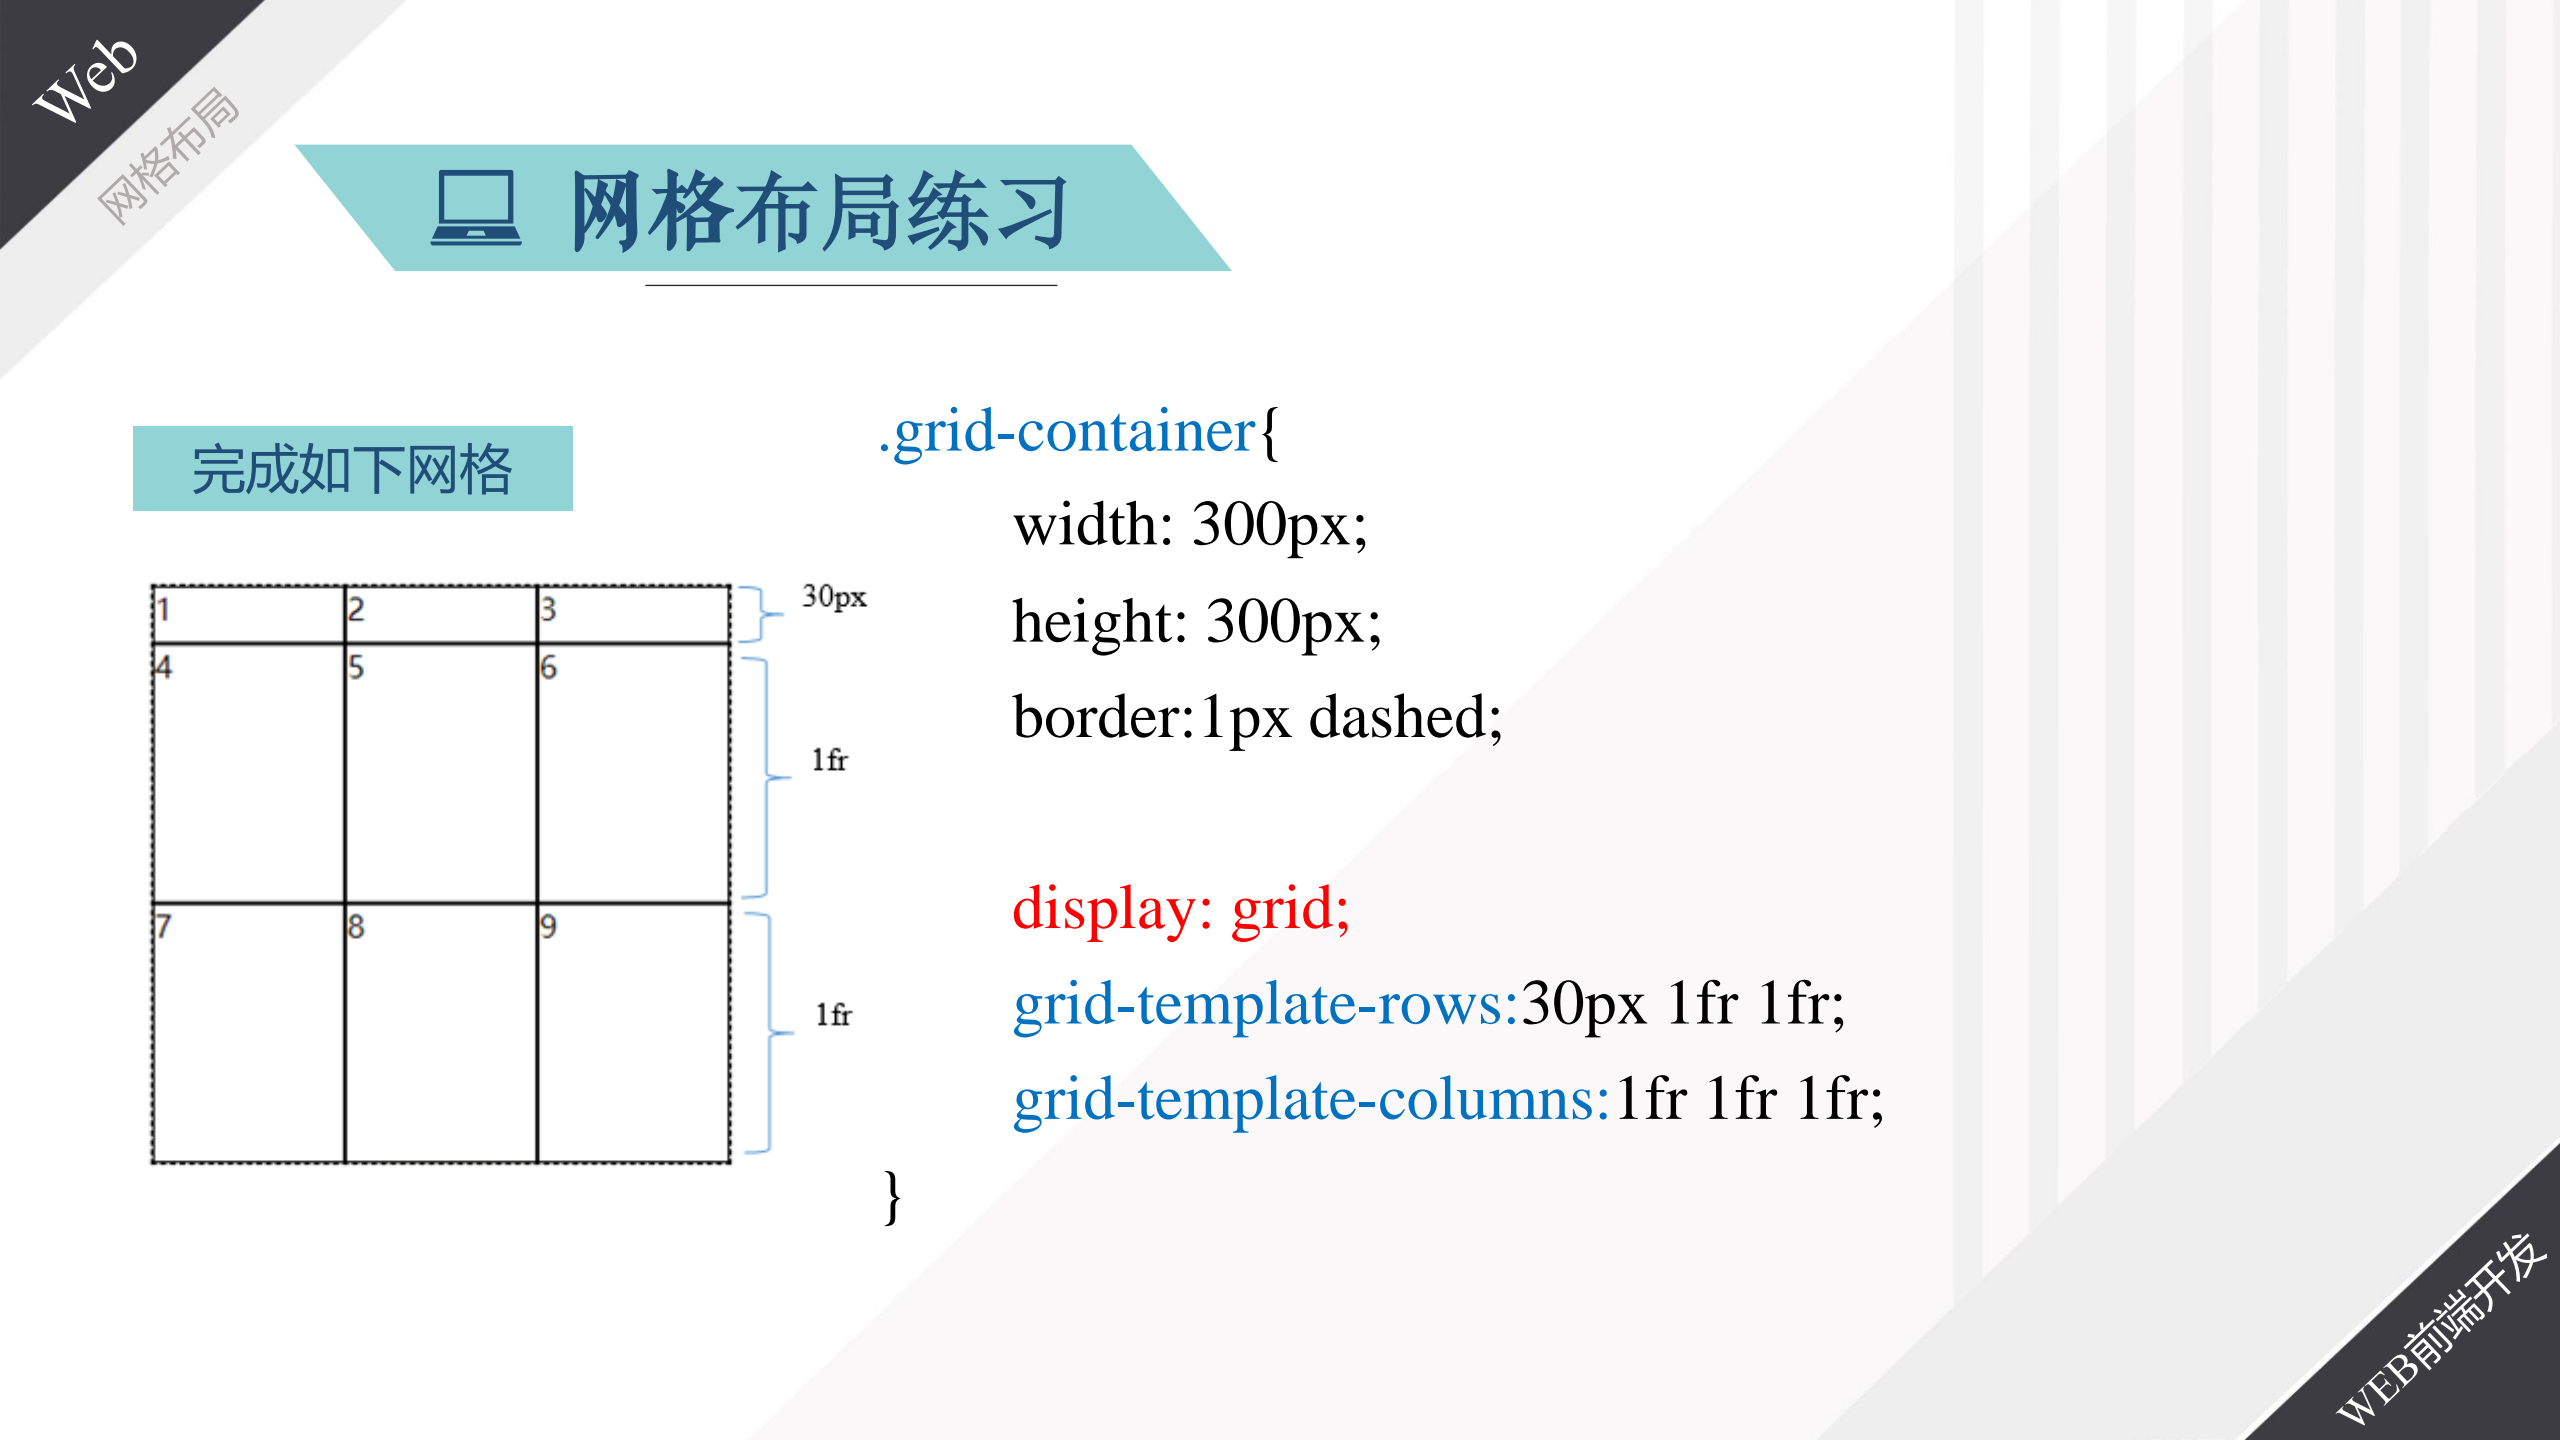 Web
网格布局
网格布局练习
完成如下网格
1 2 3
4 5 6
7 8 9
30px
1fr
1fr
.grid-container{
width: 300px;
height: 300px;
border:1px dashed;
display: grid;
grid-template-rows:30px 1fr 1fr;
grid-template-columns:1fr 1fr 1fr;
}
WEB前端开发